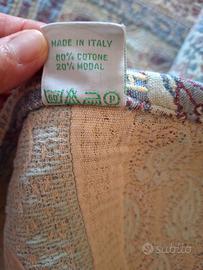 MADE IN ITALY
80% COTONE
20% MODAL
P
subito